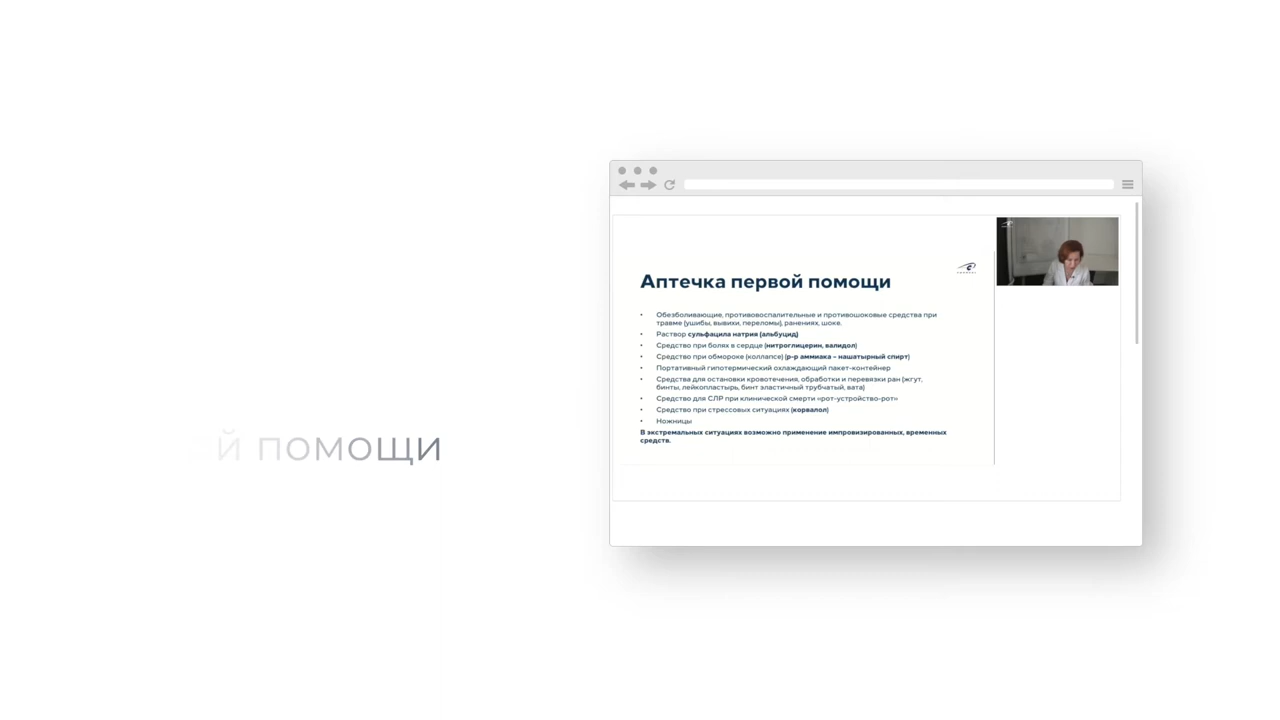 ой помощи
Аптечка первой помощи
• Обезболивающие, противовоспалительные и противошоковые средства при
травме (ушибы, вывихи, переломы), ранениях, шоке.
• Раствор сульфацила натрия (альбуцид)
• Средство при болях в сердце (нитроглицерин, валидол)
• Средство при обмороке (коллапсе) (р-р аммиака – нашатырный спирт)
• Портативный гипотермический охлаждающий пакет-контейнер
• Средства для остановки кровотечения, обработки и перевязки ран (жгут,
бинты, лейкопластырь, бинт эластичный трубчатый, вата)
• Средство для СЛР при клинической смерти «рот-устройство-рот»
• Средство при стрессовых ситуациях (корвалол)
• Ножницы
В экстремальных ситуациях возможно применение импровизированных, временных
средств.